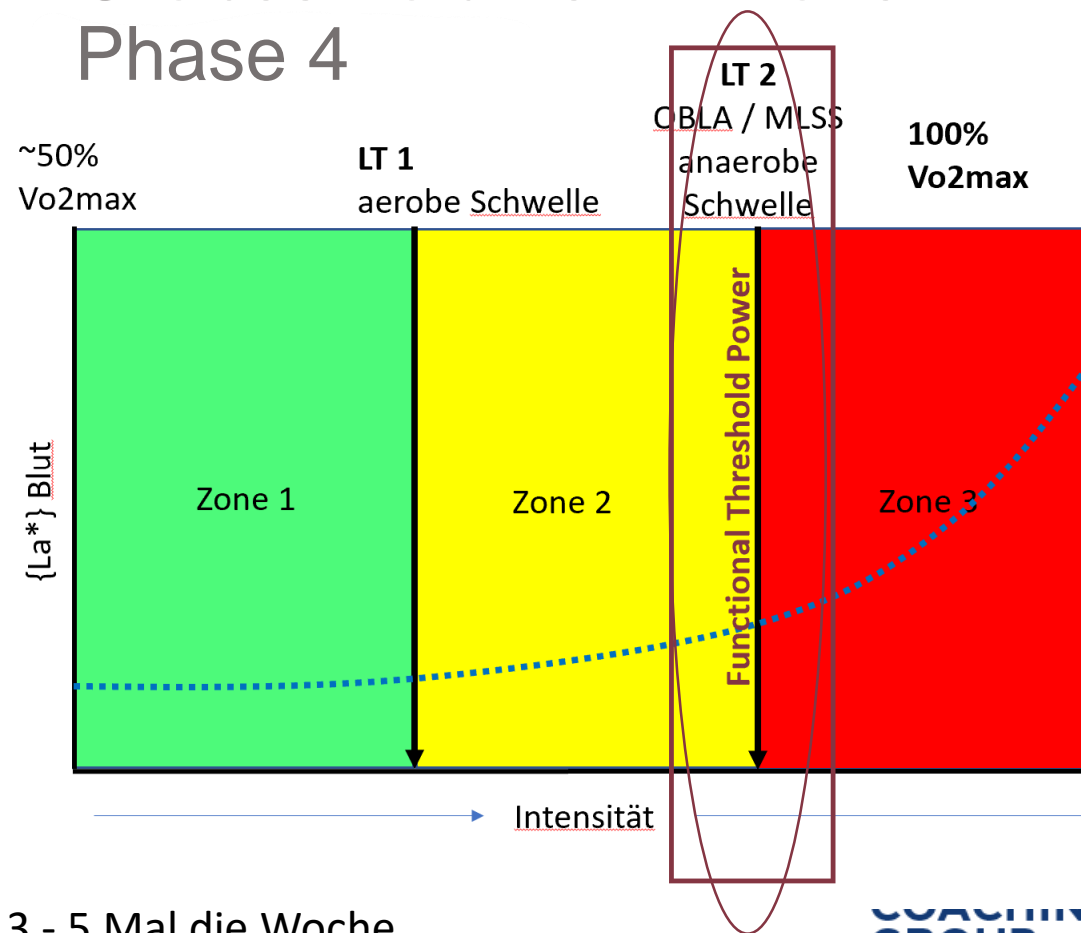 Phase 4
~50%
Vo2max
LT 1
aerobe Schwelle
LT 2
OBLA / MLSS
anaerobe
Schwelle
100%
Vo2max
{La*} Blut
Zone 1
Zone 2
Functional Threshold Power
Zone 3
Intensität
3 - 5 Mal die Woche